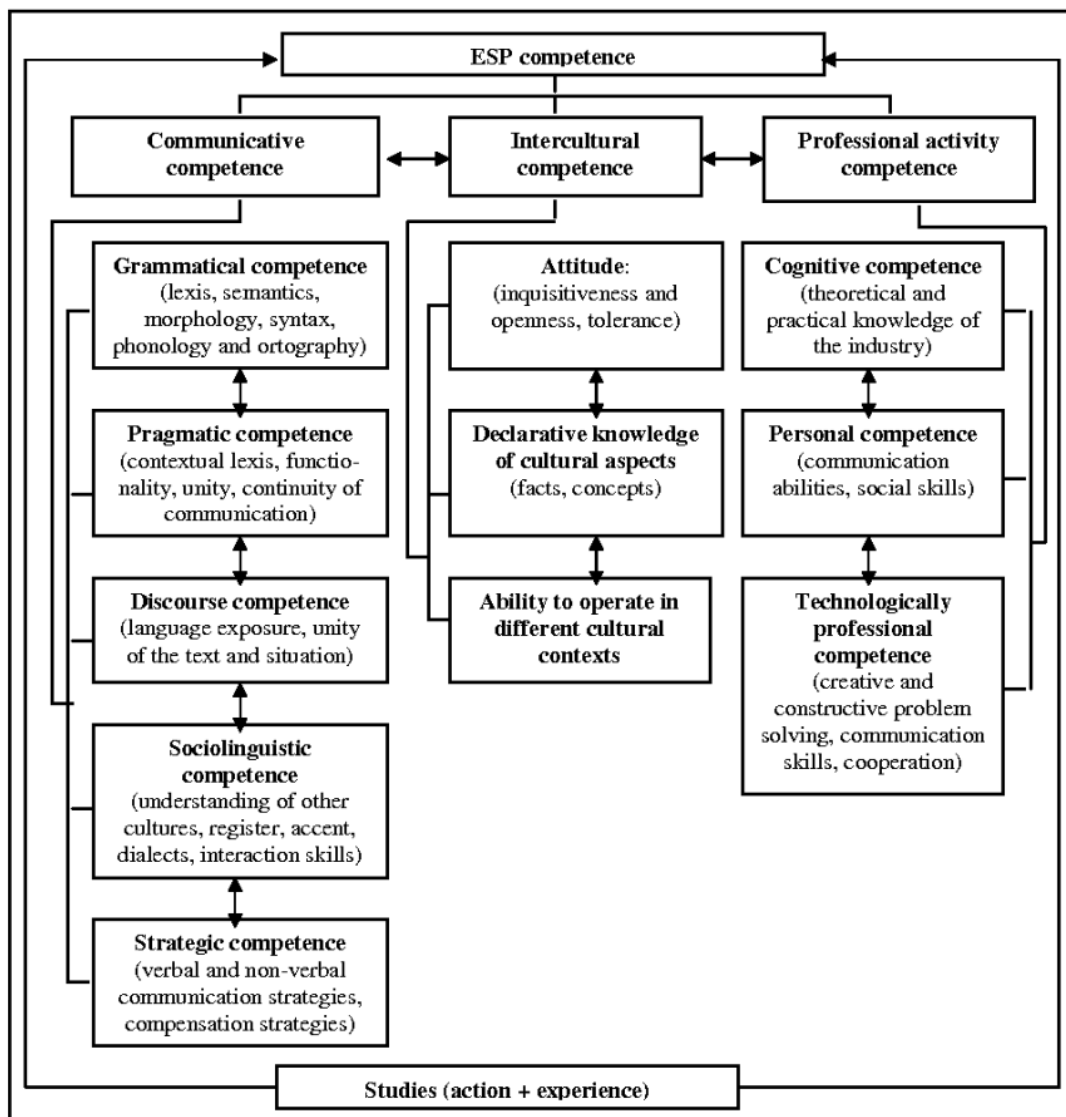 ESP competence
Communicative
competence
Intercultural
competence
Professional activity
competence
Grammatical competence
(lexis, semantics,
morphology, syntax,
phonology and ortography)
Pragmatic competence
(contextual lexis, functio-
nality, unity, continuity of
communication)
Discourse competence
(language exposure, unity
of the text and situation)
Sociolinguistic
competence
(understanding of other
cultures, register, accent,
dialects, interaction skills)
Strategic competence
(verbal and non-verbal
communication strategies,
compensation strategies)
Attitude:
(inquisitiveness and
openness, tolerance)
Declarative knowledge
of cultural aspects
(facts, concepts)
Ability to operate in
different cultural
contexts
Cognitive competence
(theoretical and
practical knowledge of
the industry)
Personal competence
(communication
abilities, social skills)
Technologically
professional
competence
(creative and
constructive problem
solving, communication
skills, cooperation)
Studies (action + experience)